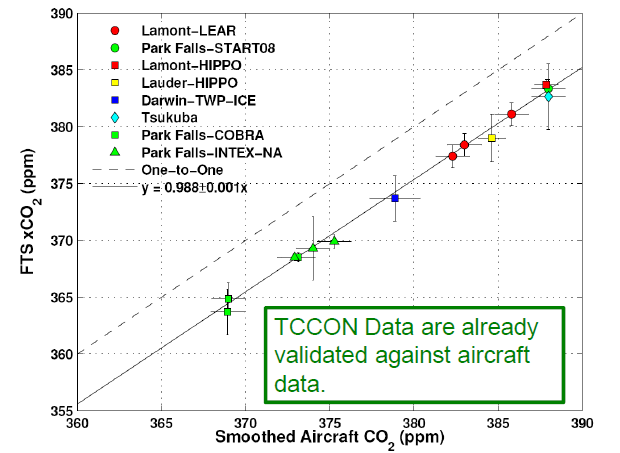 390
385
380
375
370
365
360
355
FTS xCO2 (ppm)
Lamont−LEAR
Park Falls−START08
Lamont−HIPPO
Lauder−HIPPO
Darwin−TWP−ICE
Tsukuba
Park Falls−COBRA
Park Falls−INTEX−NA
One−to−One
y = 0.988±0.001x
TCCON Data are already
validated against aircraft
data.
360 365 370 375 380 385 390
Smoothed Aircraft CO2 (ppm)